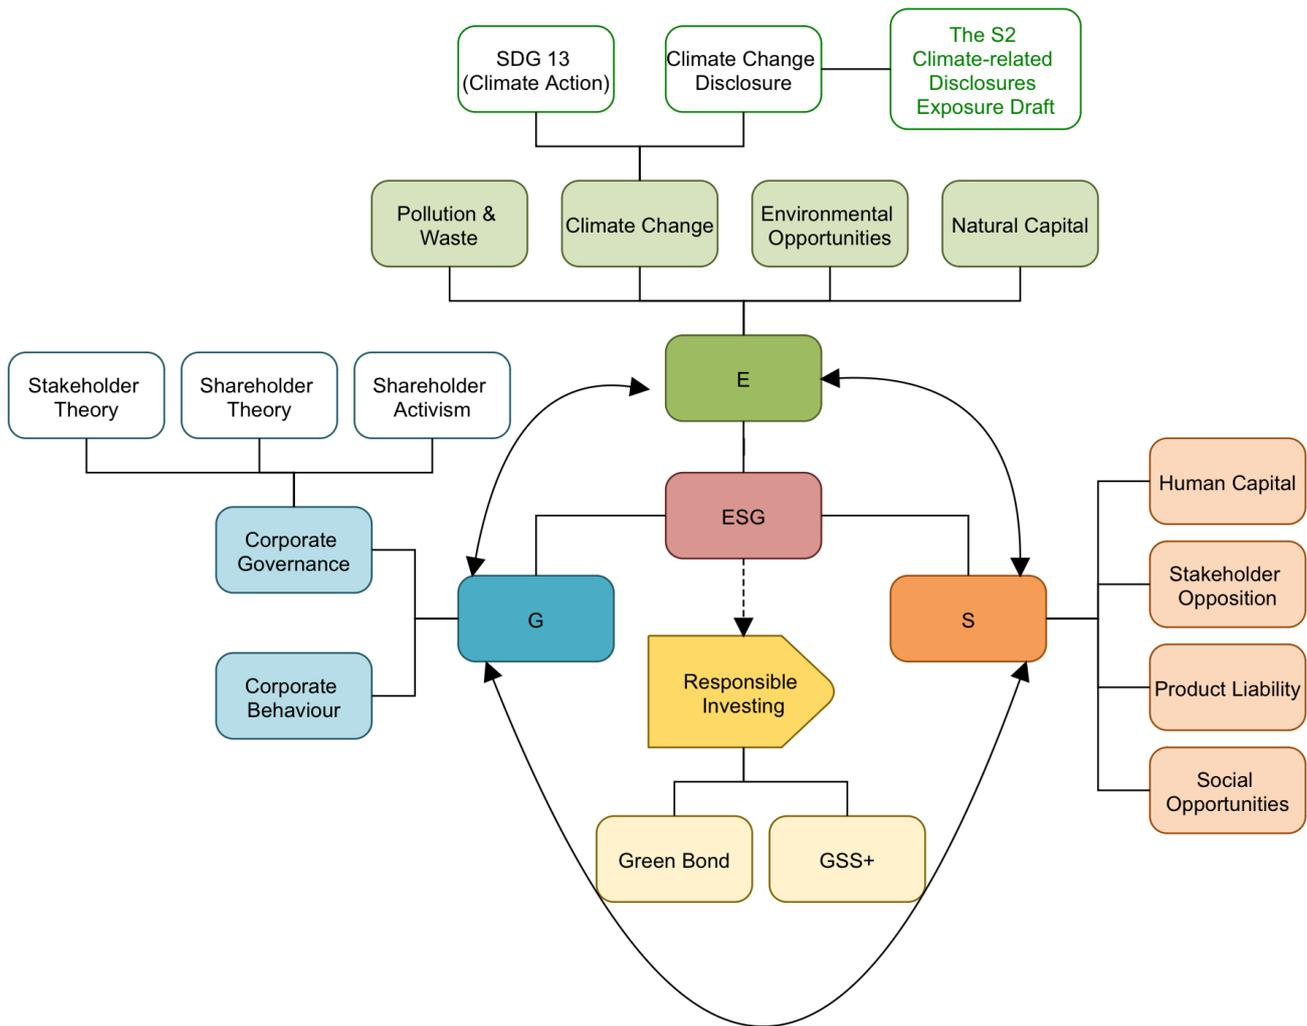 SDG 13
(Climate Action)
Climate Change
Disclosure
The S2
Climate-related
Disclosures
Exposure Draft
Pollution &
Waste
Climate Change
Environmental
Opportunities
Natural Capital
E
Stakeholder
Theory
Shareholder
Theory
Shareholder
Activism
ESG
Corporate
Governance
G
S
Corporate
Behaviour
Responsible
Investing
Human Capital
Stakeholder
Opposition
Product Liability
Social
Opportunities
Green Bond
GSS+